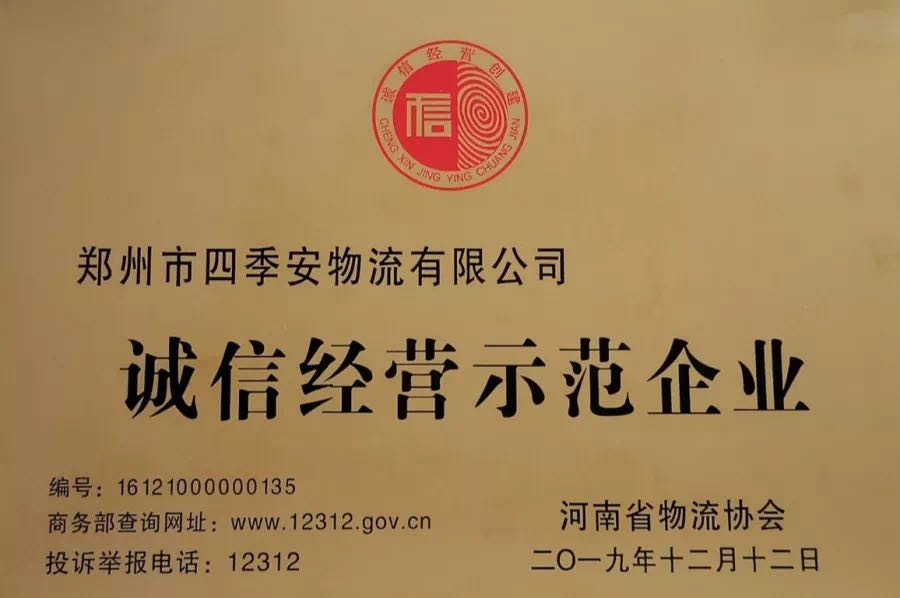 诚信经营创建
信
CHENG XIN JING YING CHUANG JIAN
郑州市四季安物流有限公司
诚信经营示范企业
编号：16121000000135
商务部查询网址：www.12312.gov.cn
投诉举报电话：12312
河南省物流协会
二〇一九年十二月十二日